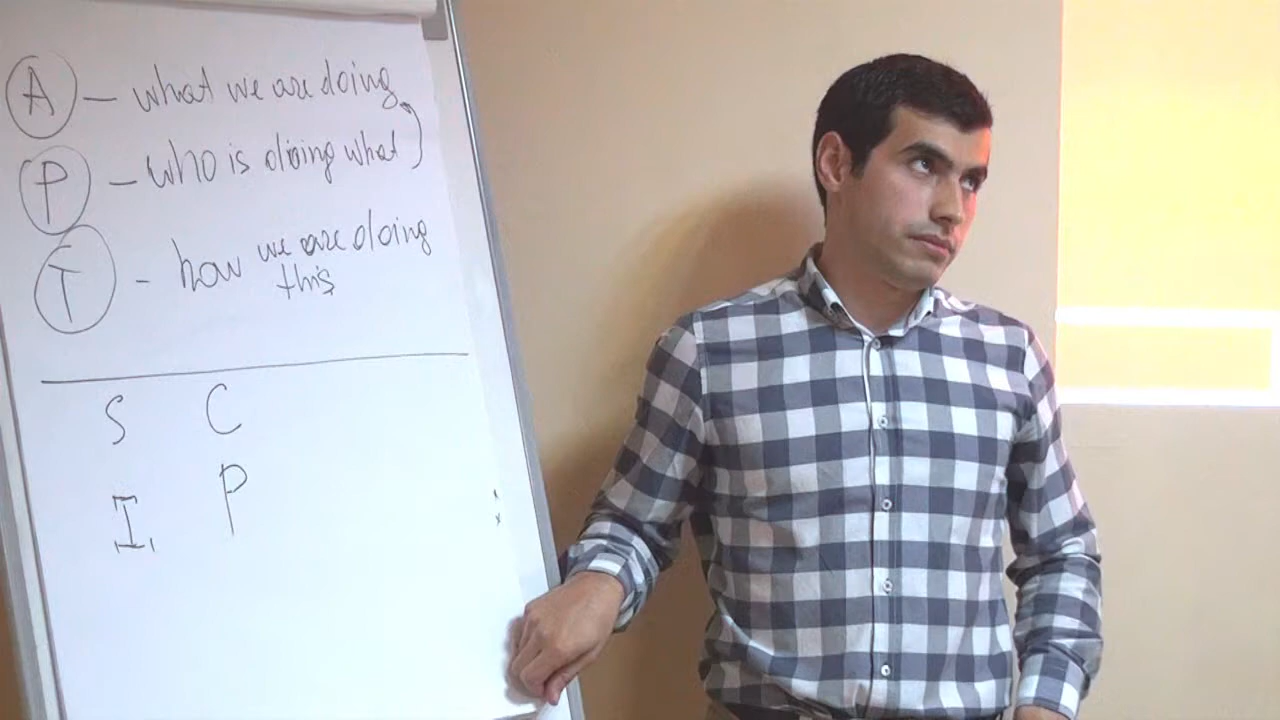 A - what we are doing
P - who is doing what
T - how we are doing
this
S C
I P